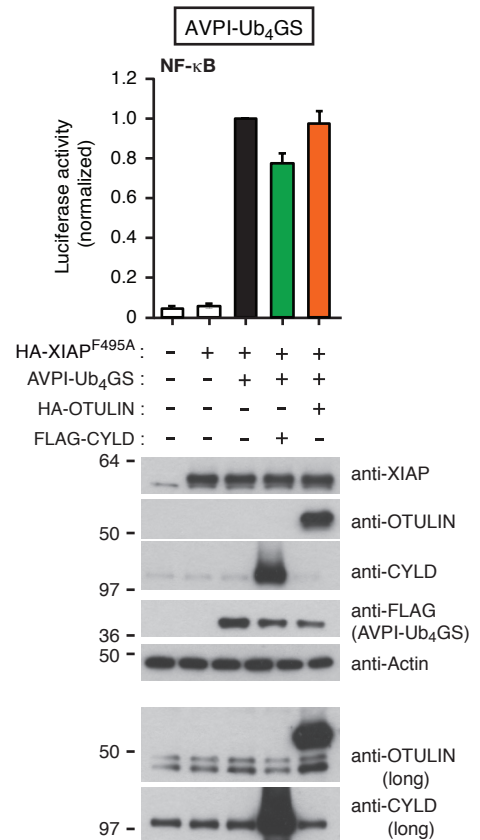 AVPI-Ub₄GS
NF-κB
Luciferase activity
(normalized)
1.2
1.0
0.8
0.6
0.4
0.2
0
HA-XIAPF495A : – + + + +
AVPI-Ub₄GS : – – + + +
HA-OTULIN : – – – – +
FLAG-CYLD : – – – + –
64 – anti-XIAP
50 – anti-OTULIN
97 – anti-CYLD
36 – anti-FLAG
(AVPI-Ub₄GS)
50 – anti-Actin
50 – anti-OTULIN
(long)
97 – anti-CYLD
(long)